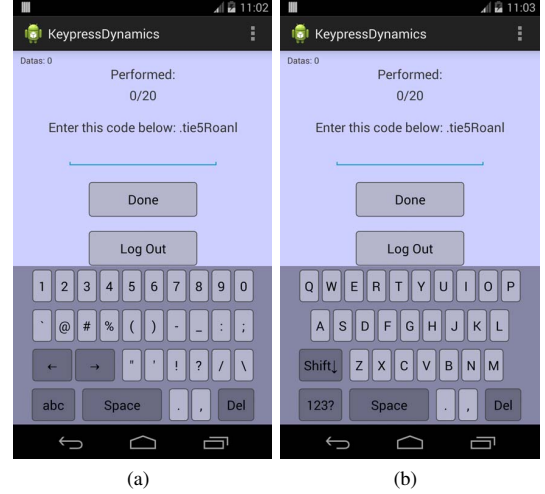 11:02
KeypressDynamics
Datas: 0
Performed:
0/20
Enter this code below: .tie5Roanl
Done
Log Out
1 2 3 4 5 6 7 8 9 0
` @ # % ( ) - _ : ;
← → " ' ! ? / \
abc Space . , Del
(a)
11:03
KeypressDynamics
Datas: 0
Performed:
0/20
Enter this code below: .tie5Roanl
Done
Log Out
Q W E R T Y U I O P
A S D F G H J K L
Shift↓ Z X C V B N M
123? Space . , Del
(b)